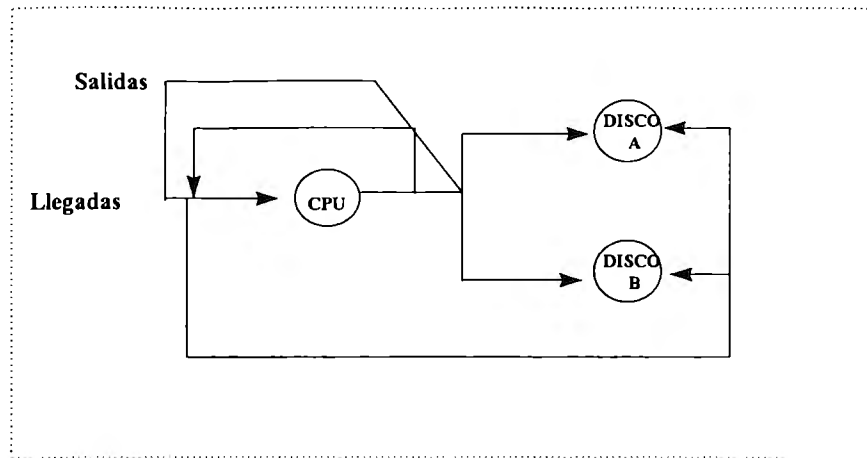 Salidas
DISCO
A
Llegadas
CPU
DISCO
B